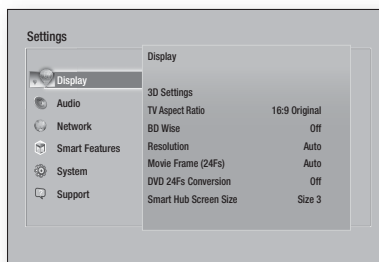 Settings
Display
Audio
Network
Smart Features
System
Support
Display
3D Settings
TV Aspect Ratio 16:9 Original
BD Wise Off
Resolution Auto
Movie Frame (24Fs) Auto
DVD 24Fs Conversion Off
Smart Hub Screen Size Size 3